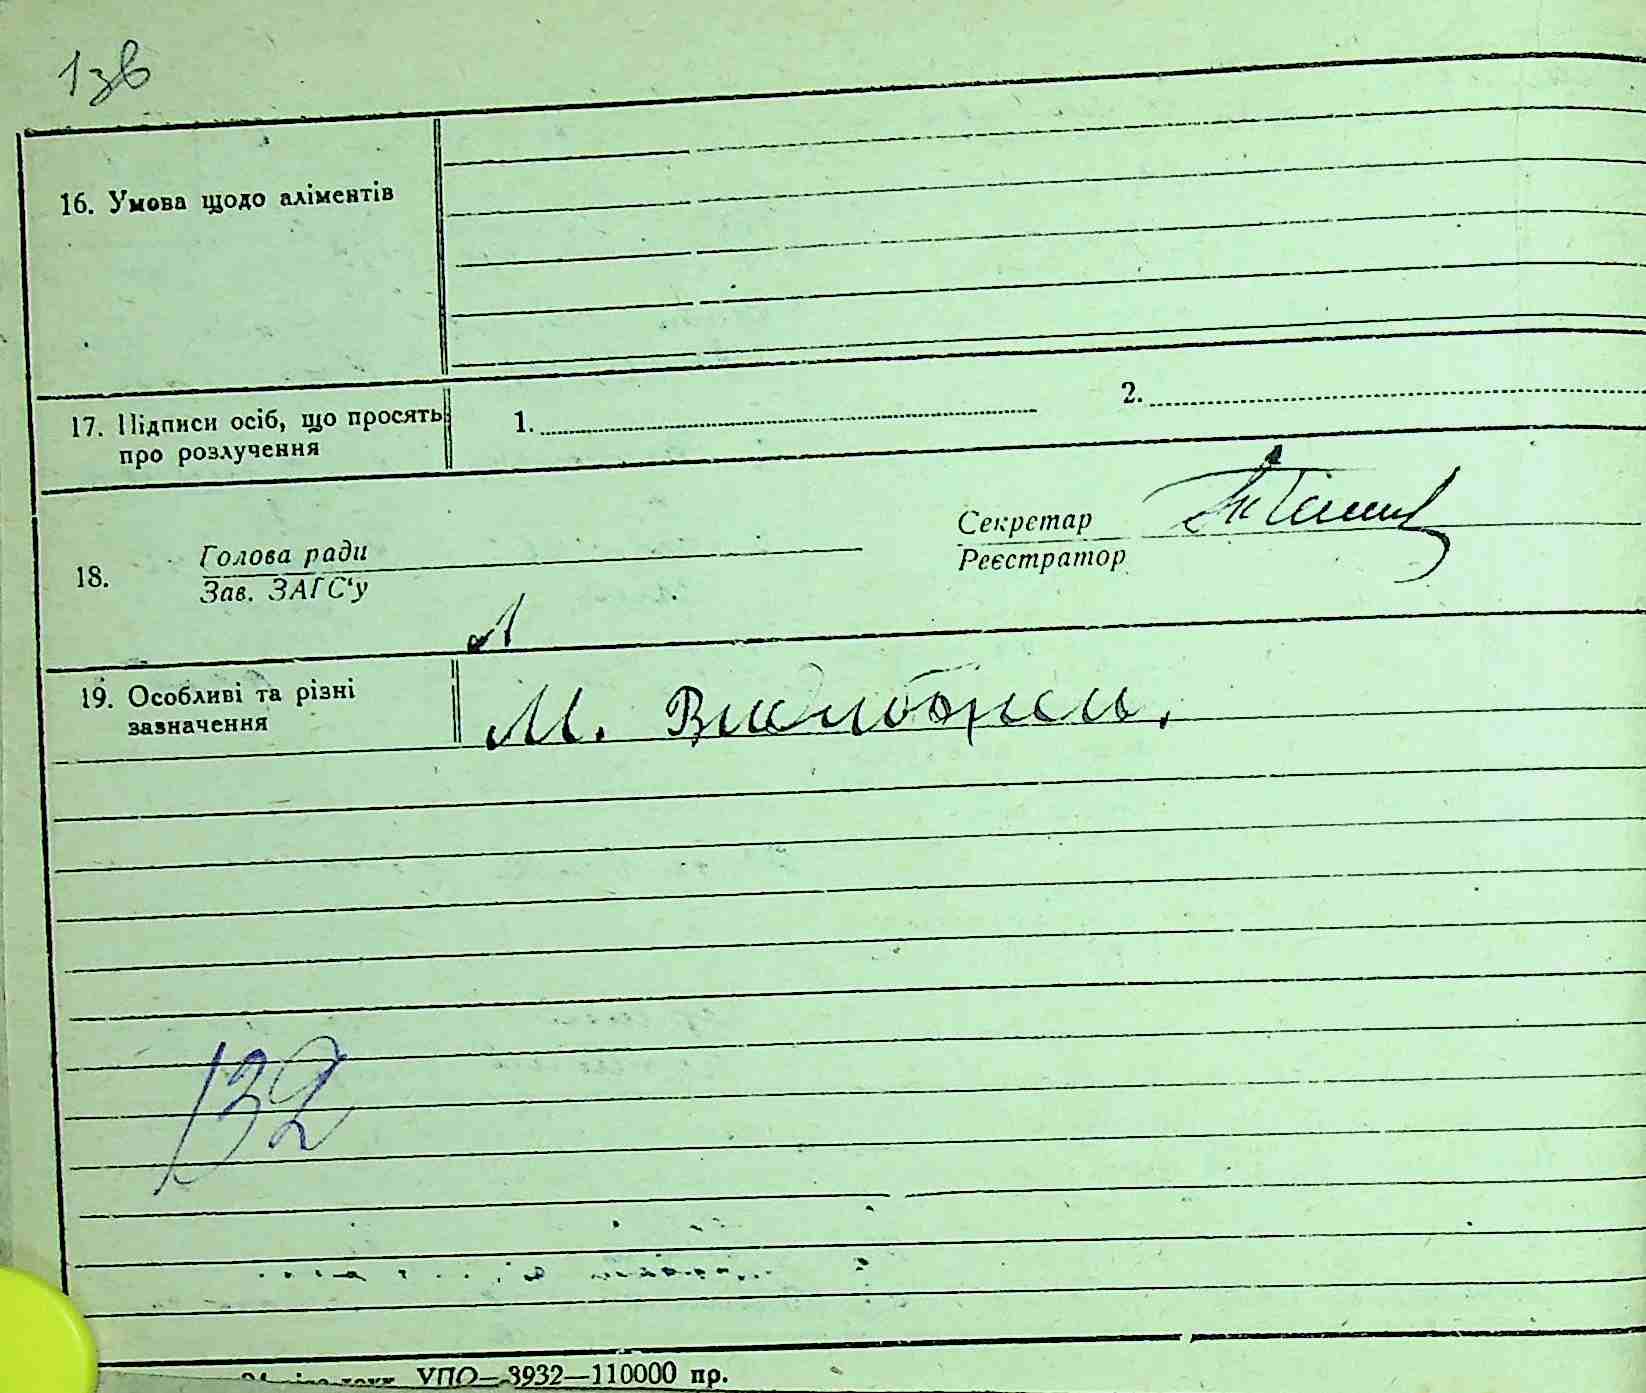 136
16. Умова щодо аліментів
17. Підписи осіб, що просять про розлучення
1. 2.
18. Голова ради
Зав. ЗАГС‘у
Секретар
Реєстратор
19. Особливі та різні зазначення
М.
132
УПО—3932—110000 пр.